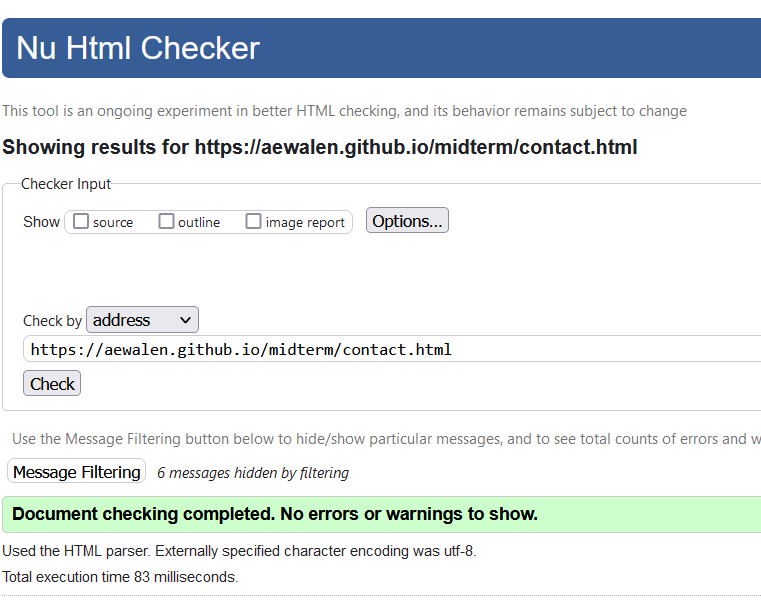 Nu Html Checker
This tool is an ongoing experiment in better HTML checking, and its behavior remains subject to change
Showing results for https://aewalen.github.io/midterm/contact.html
Checker Input
Show source outline image report Options...
Check by address
https://aewalen.github.io/midterm/contact.html
Check
Use the Message Filtering button below to hide/show particular messages, and to see total counts of errors and w
Message Filtering 6 messages hidden by filtering
Document checking completed. No errors or warnings to show.
Used the HTML parser. Externally specified character encoding was utf-8.
Total execution time 83 milliseconds.